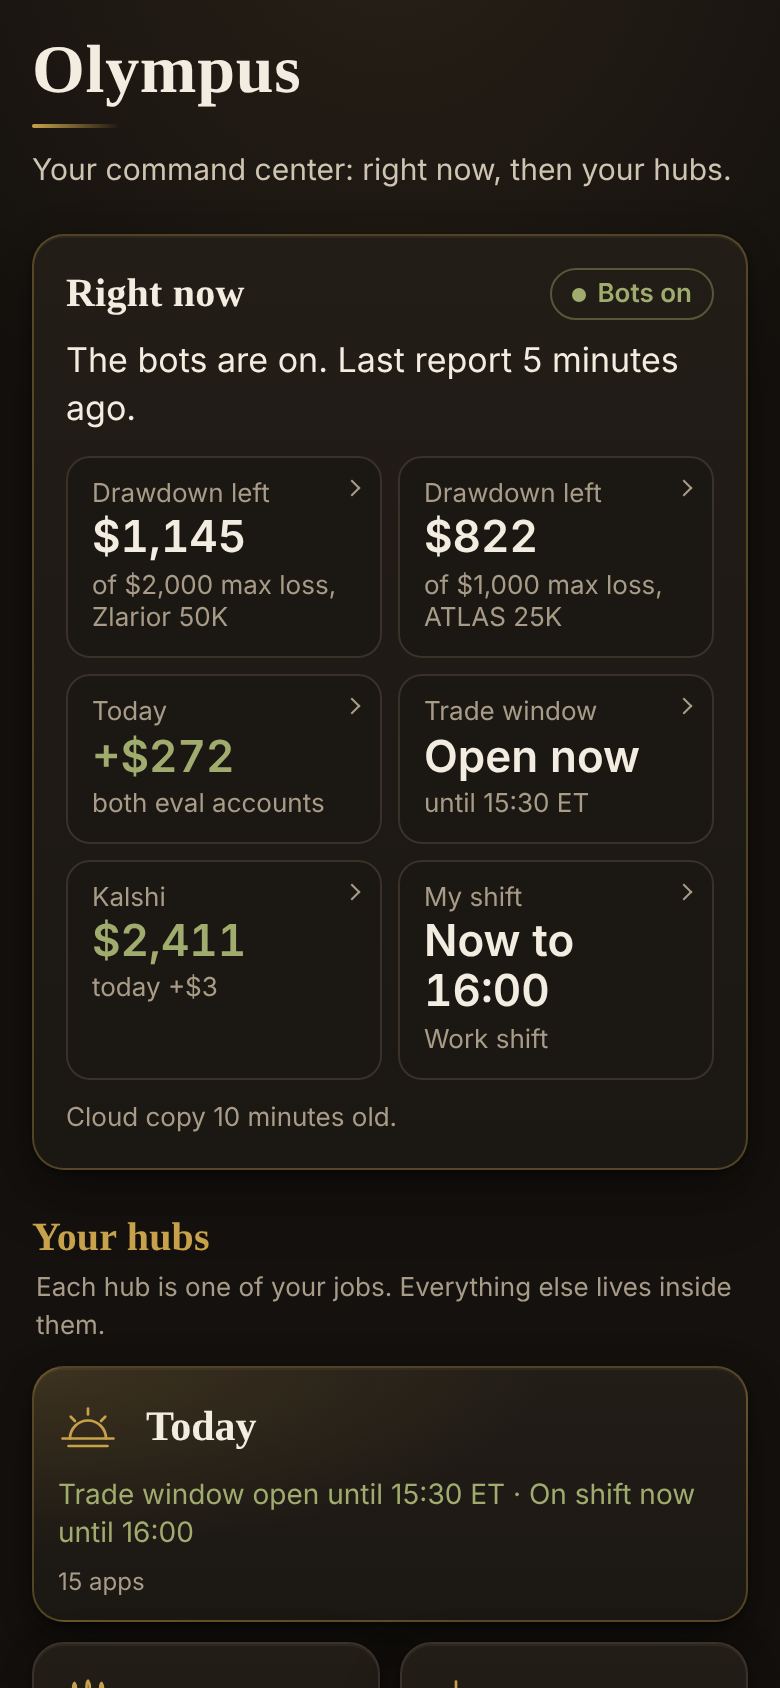 Olympus
Your command center: right now, then your hubs.
Right now
Bots on
The bots are on. Last report 5 minutes
ago.
Drawdown left
$1,145
of $2,000 max loss,
Zlarior 50K
Drawdown left
$822
of $1,000 max loss,
ATLAS 25K
Today
+$272
both eval accounts
Trade window
Open now
until 15:30 ET
Kalshi
$2,411
today +$3
My shift
Now to
16:00
Work shift
Cloud copy 10 minutes old.
Your hubs
Each hub is one of your jobs. Everything else lives inside
them.
Today
Trade window open until 15:30 ET · On shift now
until 16:00
15 apps